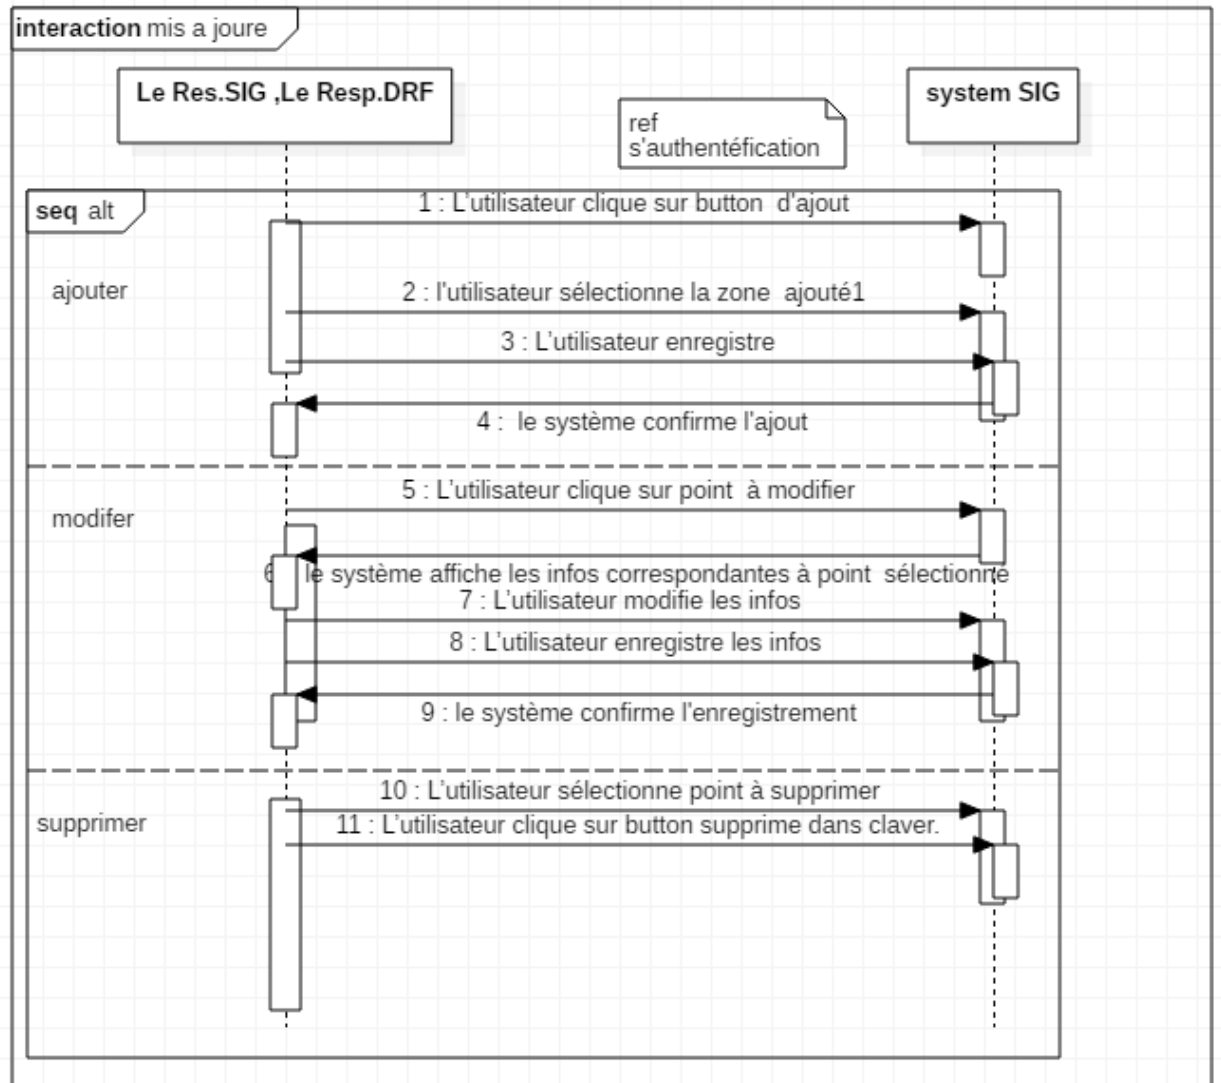 interaction mis a joure
Le Res.SIG ,Le Resp.DRF
ref
s'authentéfication
system SIG
seq alt
1 : L'utilisateur clique sur button d'ajout
ajouter
2 : l'utilisateur sélectionne la zone ajouté1
3 : L'utilisateur enregistre
4 : le système confirme l'ajout
5 : L'utilisateur clique sur point à modifier
modifer
6 le système affiche les infos correspondantes à point sélectionné
7 : L'utilisateur modifie les infos
8 : L'utilisateur enregistre les infos
9 : le système confirme l'enregistrement
10 : L'utilisateur sélectionne point à supprimer
supprimer
11 : L'utilisateur clique sur button supprime dans claver.